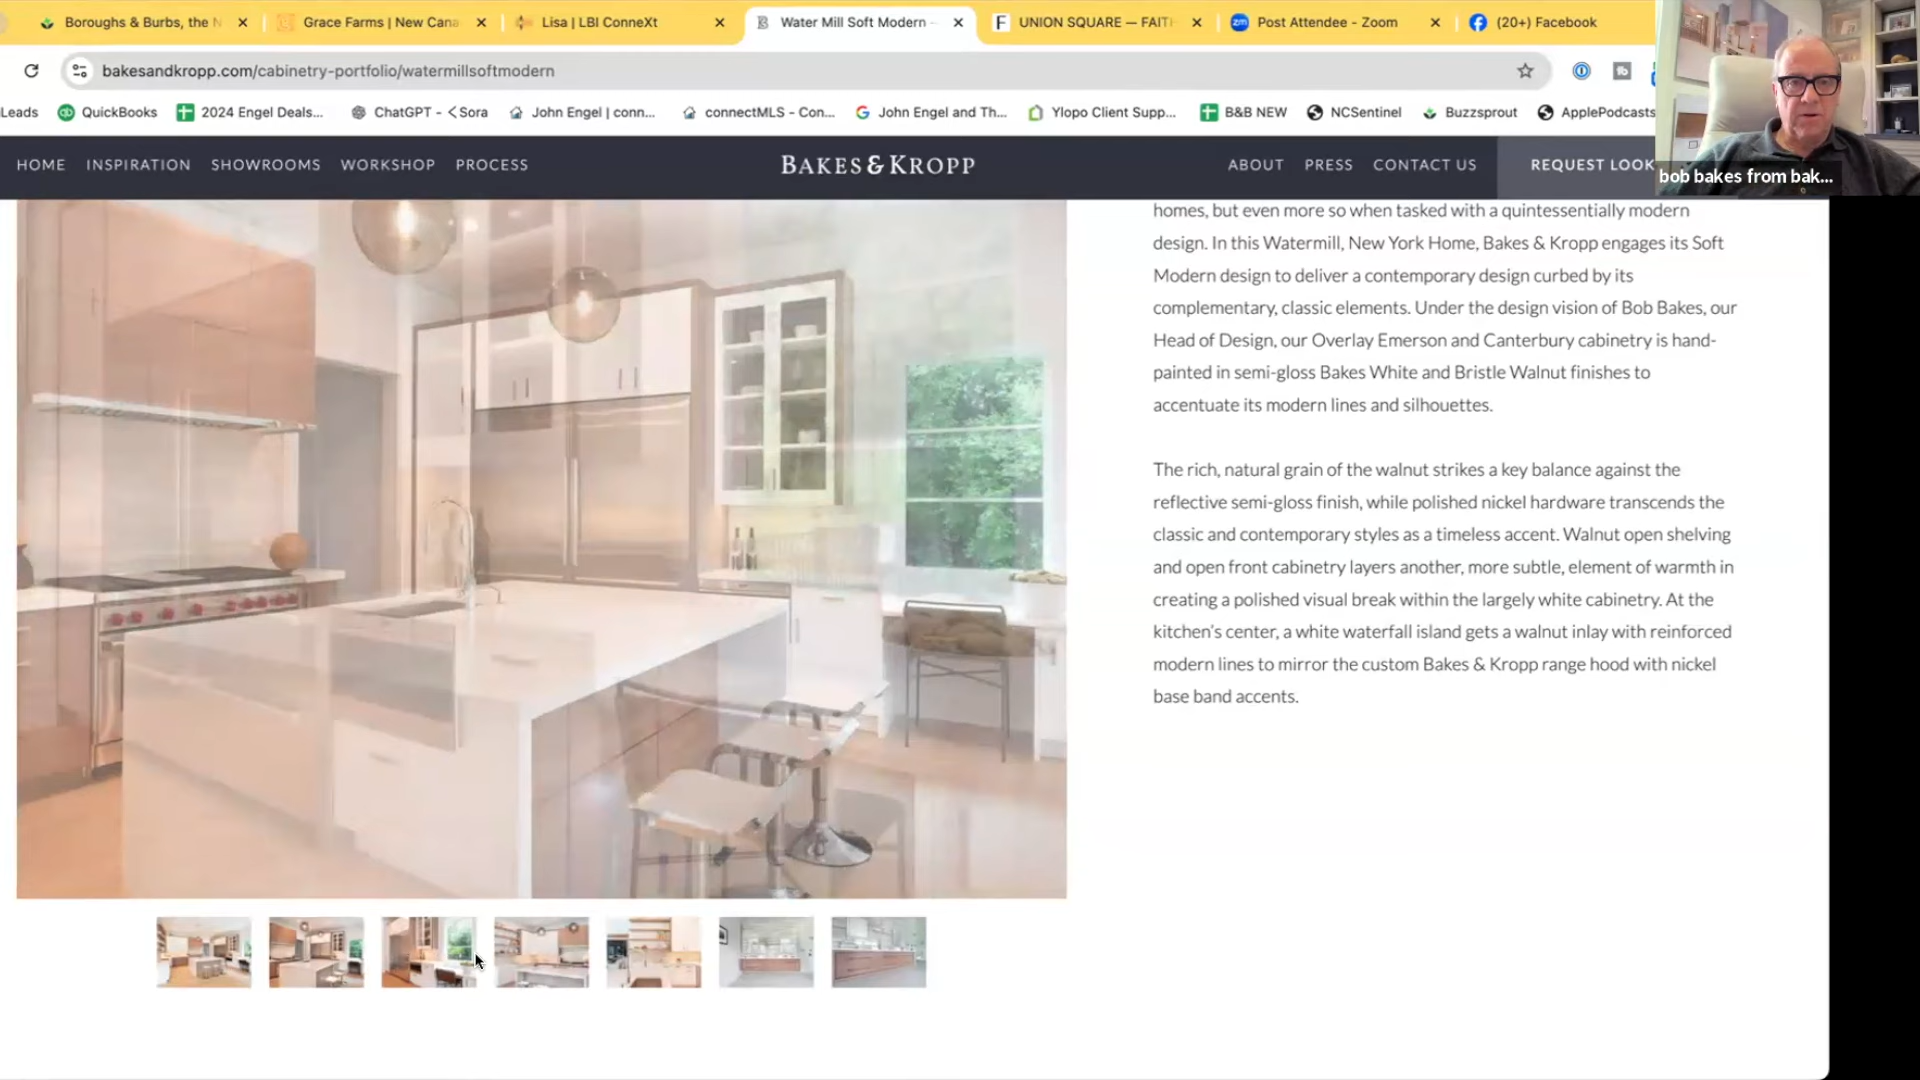 Boroughs & Burbs, the N
Grace Farms | New Cana
Lisa | LBI ConneXt
Water Mill Soft Modern –
UNION SQUARE — FAITH
Post Attendee - Zoom
(20+) Facebook
bakesandkropp.com/cabinetry-portfolio/watermillsoftmodern
Leads
QuickBooks
2024 Engel Deals...
ChatGPT - < Sora
John Engel | conn...
connectMLS - Con...
John Engel and Th...
Ylopo Client Supp...
B&B NEW
NCSentinel
Buzzsprout
ApplePodcasts
HOME
INSPIRATION
SHOWROOMS
WORKSHOP
PROCESS
BAKES & KROPP
ABOUT
PRESS
CONTACT US
REQUEST LOOK
bob bakes from bak...
homes, but even more so when tasked with a quintessentially modern
design. In this Watermill, New York Home, Bakes & Kropp engages its Soft
Modern design to deliver a contemporary design curbed by its
complementary, classic elements. Under the design vision of Bob Bakes, our
Head of Design, our Overlay Emerson and Canterbury cabinetry is hand-
painted in semi-gloss Bakes White and Bristle Walnut finishes to
accentuate its modern lines and silhouettes.
The rich, natural grain of the walnut strikes a key balance against the
reflective semi-gloss finish, while polished nickel hardware transcends the
classic and contemporary styles as a timeless accent. Walnut open shelving
and open front cabinetry layers another, more subtle, element of warmth in
creating a polished visual break within the largely white cabinetry. At the
kitchen's center, a white waterfall island gets a walnut inlay with reinforced
modern lines to mirror the custom Bakes & Kropp range hood with nickel
base band accents.